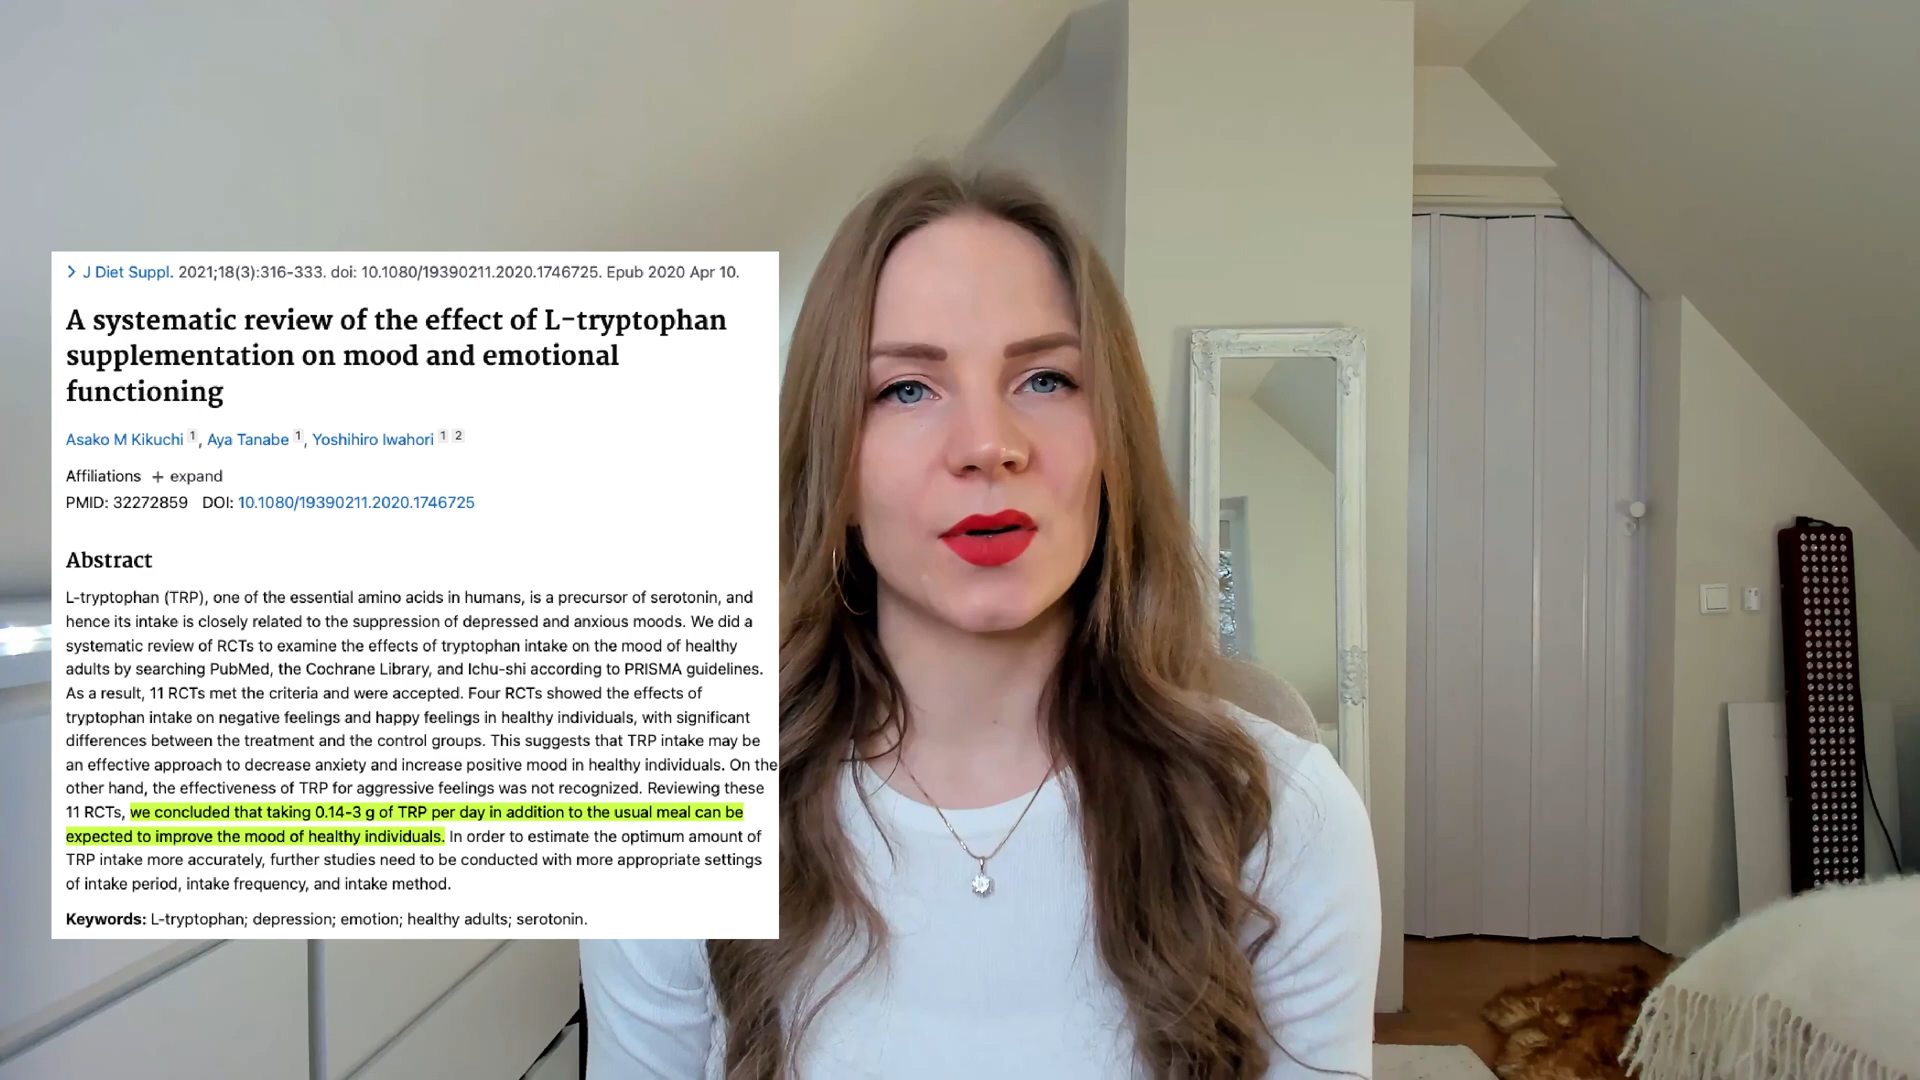 > J Diet Suppl. 2021;18(3):316-333. doi: 10.1080/19390211.2020.1746725. Epub 2020 Apr 10.
A systematic review of the effect of L-tryptophan
supplementation on mood and emotional
functioning
Asako M Kikuchi 1, Aya Tanabe 1, Yoshihiro Iwahori 1 2
Affiliations + expand
PMID: 32272859 DOI: 10.1080/19390211.2020.1746725
Abstract
L-tryptophan (TRP), one of the essential amino acids in humans, is a precursor of serotonin, and
hence its intake is closely related to the suppression of depressed and anxious moods. We did a
systematic review of RCTs to examine the effects of tryptophan intake on the mood of healthy
adults by searching PubMed, the Cochrane Library, and Ichu-shi according to PRISMA guidelines.
As a result, 11 RCTs met the criteria and were accepted. Four RCTs showed the effects of
tryptophan intake on negative feelings and happy feelings in healthy individuals, with significant
differences between the treatment and the control groups. This suggests that TRP intake may be
an effective approach to decrease anxiety and increase positive mood in healthy individuals. On the
other hand, the effectiveness of TRP for aggressive feelings was not recognized. Reviewing these
11 RCTs, we concluded that taking 0.14-3 g of TRP per day in addition to the usual meal can be
expected to improve the mood of healthy individuals. In order to estimate the optimum amount of
TRP intake more accurately, further studies need to be conducted with more appropriate settings
of intake period, intake frequency, and intake method.
Keywords: L-tryptophan; depression; emotion; healthy adults; serotonin.